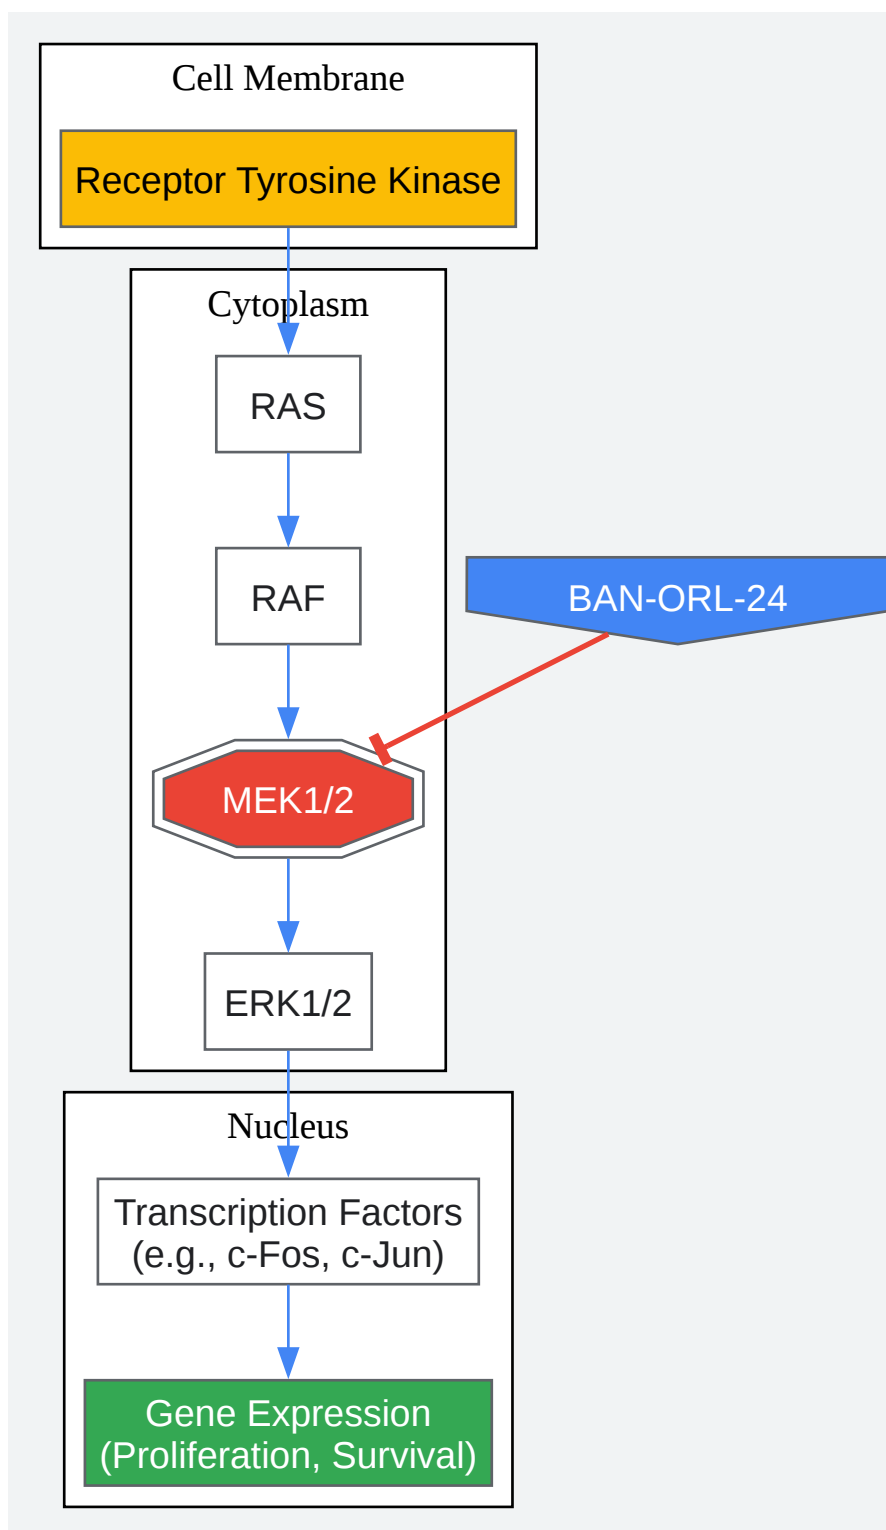 Cell Membrane
Receptor Tyrosine Kinase
Cytoplasm
RAS
RAF
BAN-ORL-24
MEK1/2
ERK1/2
Nucleus
Transcription Factors
(e.g., c-Fos, c-Jun)
Gene Expression
(Proliferation, Survival)